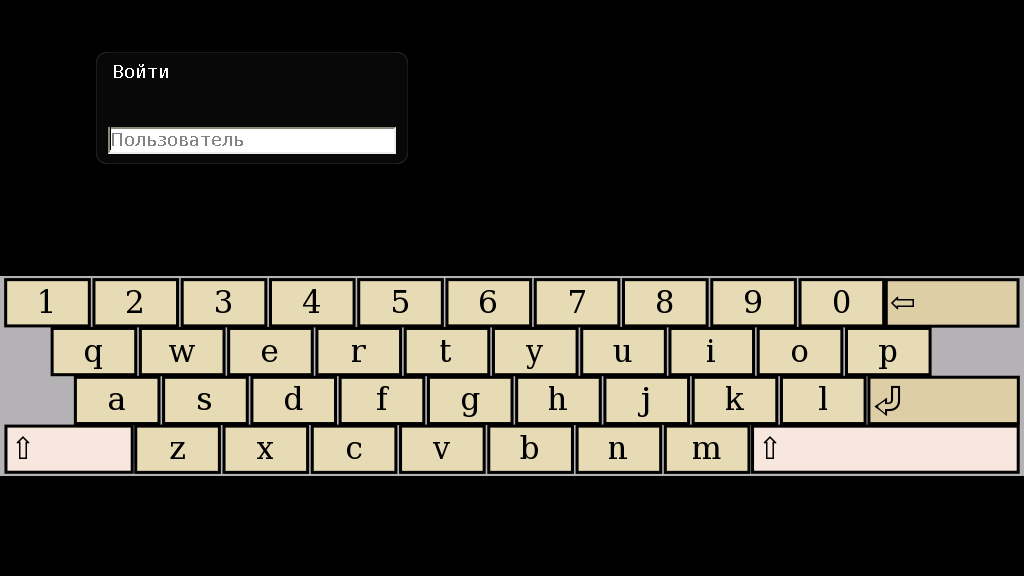 Войти
Пользователь
1 2 3 4 5 6 7 8 9 0 ⇦
q w e r t y u i o p
a s d f g h j k l ⏎
⇧ z x c v b n m ⇧